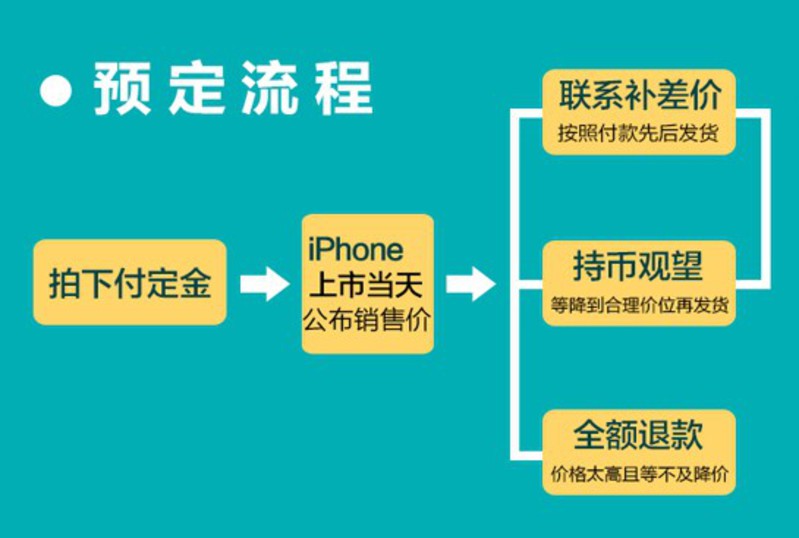 预定流程
拍下付定金
iPhone
上市当天
公布销售价
联系补差价
按照付款先后发货
持币观望
等降到合理价位再发货
全额退款
价格太高且等不及降价